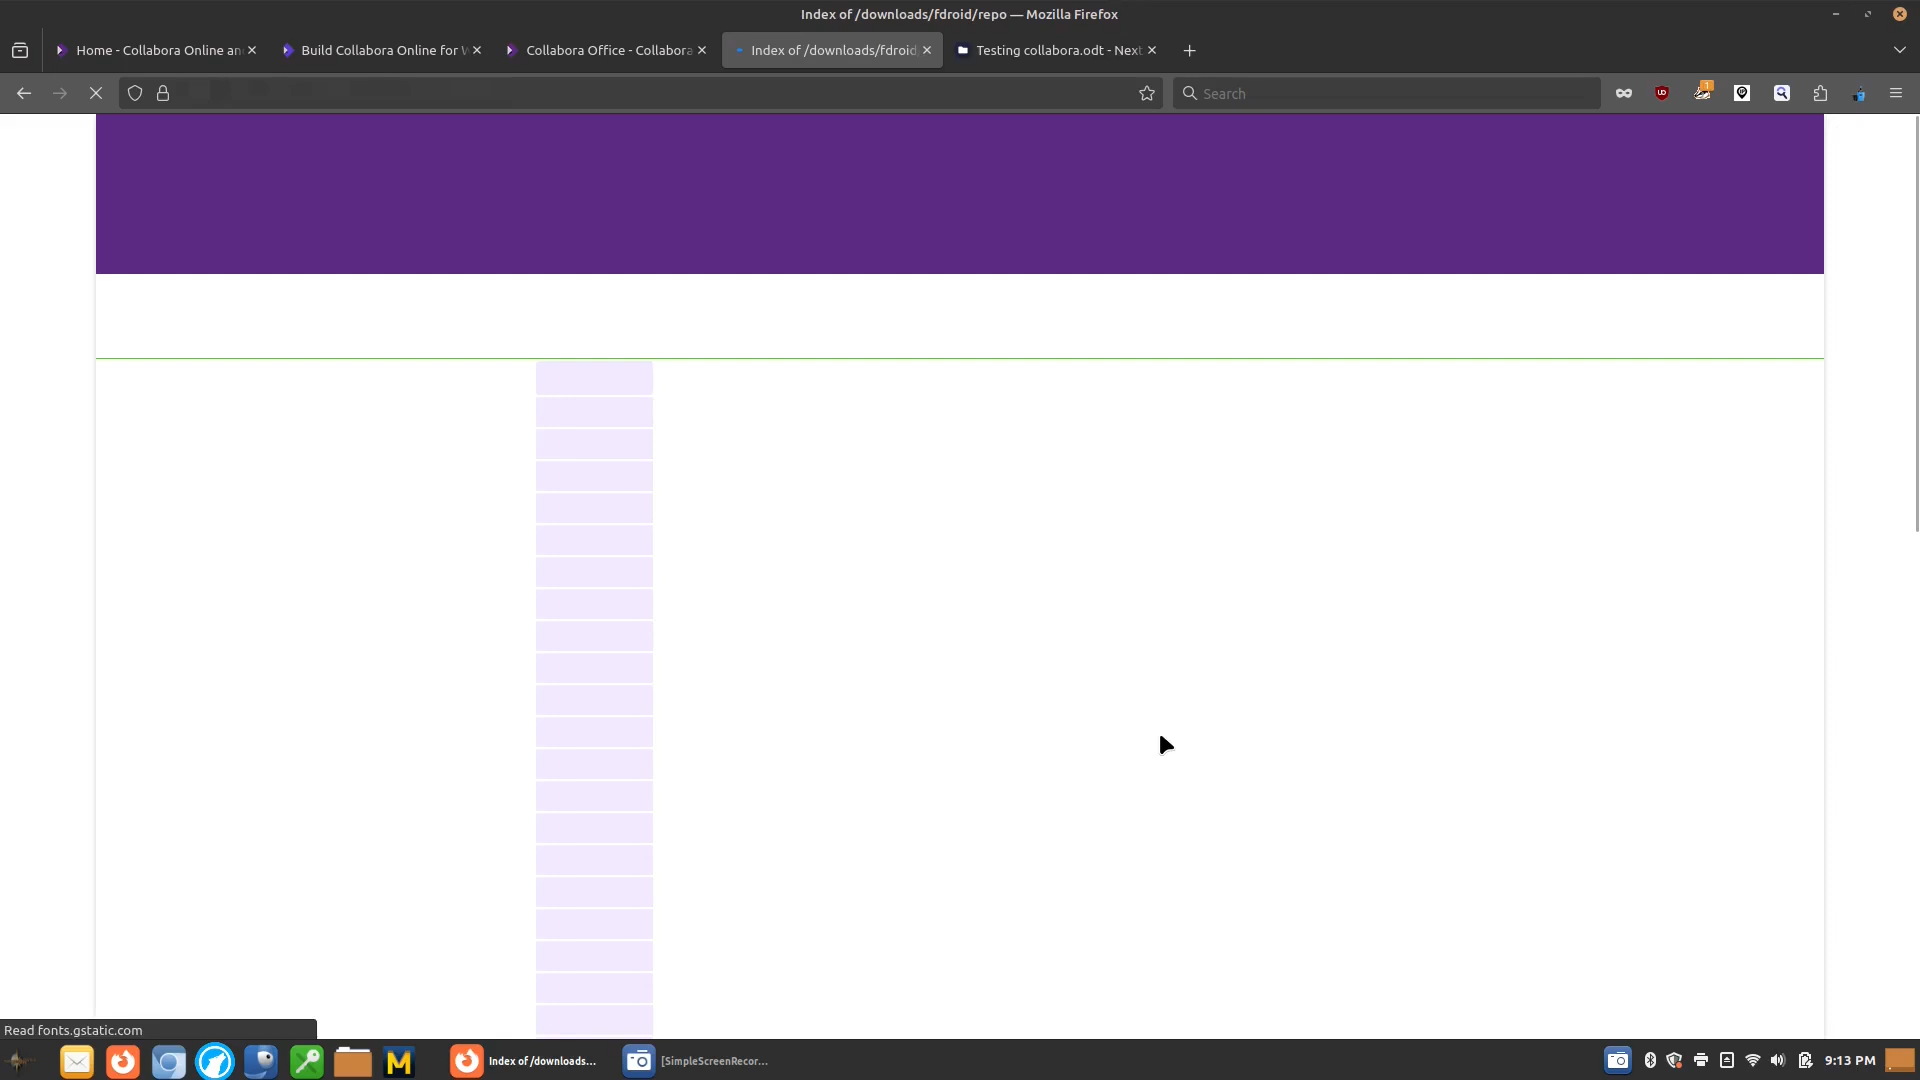 Index of /downloads/fdroid/repo — Mozilla Firefox
Home - Collabora Online an
Build Collabora Online for W
Collabora Office - Collabora
Index of /downloads/fdroid
Testing collabora.odt - Next
Search
1
Read fonts.gstatic.com
Index of /downloads...
[SimpleScreenRecor...
9:13 PM